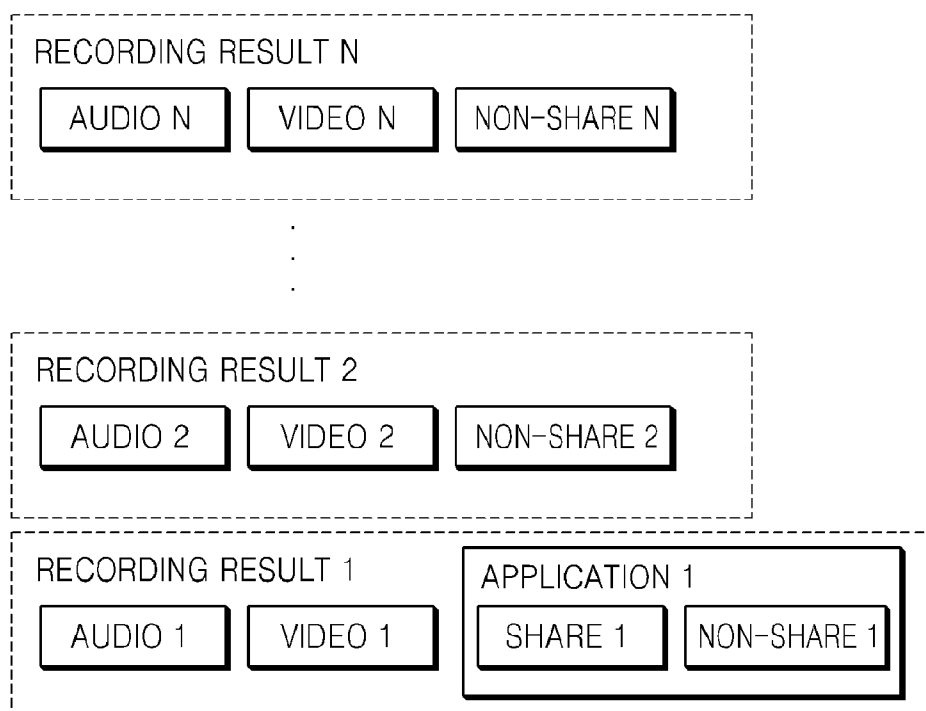 RECORDING RESULT N
AUDIO N
VIDEO N
NON-SHARE N
RECORDING RESULT 2
AUDIO 2
VIDEO 2
NON-SHARE 2
RECORDING RESULT 1
AUDIO 1
VIDEO 1
APPLICATION 1
SHARE 1
NON-SHARE 1